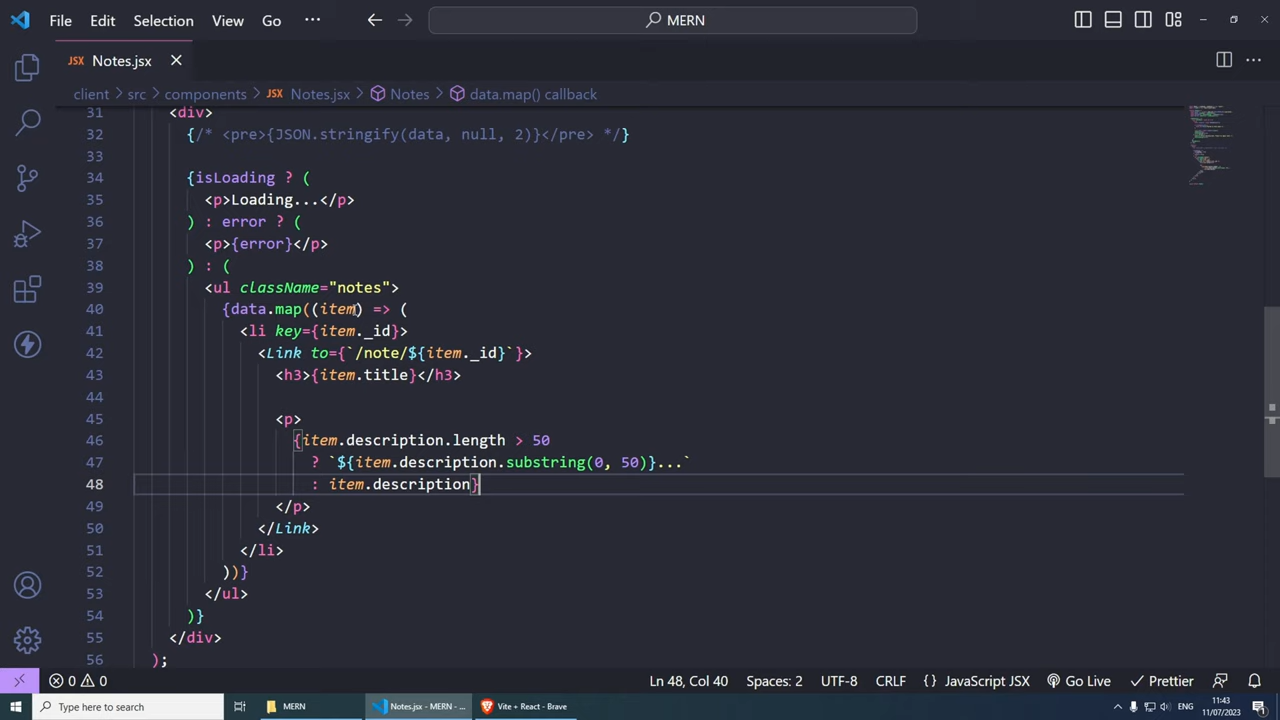 File Edit Selection View Go ··· MERN
JSX Notes.jsx
client > src > components > JSX Notes.jsx > Notes > data.map() callback
31 <div>
32 {/* <pre>{JSON.stringify(data, null, 2)}</pre> */}
33
34 {isLoading ? (
35 <p>Loading...</p>
36 ) : error ? (
37 <p>{error}</p>
38 ) : (
39 <ul className="notes">
40 {data.map((item) => (
41 <li key={item._id}>
42 <Link to={`/note/${item._id}`}>
43 <h3>{item.title}</h3>
44
45 <p>
46 {item.description.length > 50
47 ? `${item.description.substring(0, 50)}...`
48 : item.description}
49 </p>
50 </Link>
51 </li>
52 ))}
53 </ul>
54 )}
55 </div>
56 );
0 0 Ln 48, Col 40 Spaces: 2 UTF-8 CRLF {} JavaScript JSX Go Live Prettier
Type here to search MERN Notes.jsx - MERN - ... Vite + React - Brave ENG 11:43
11/07/2023 1